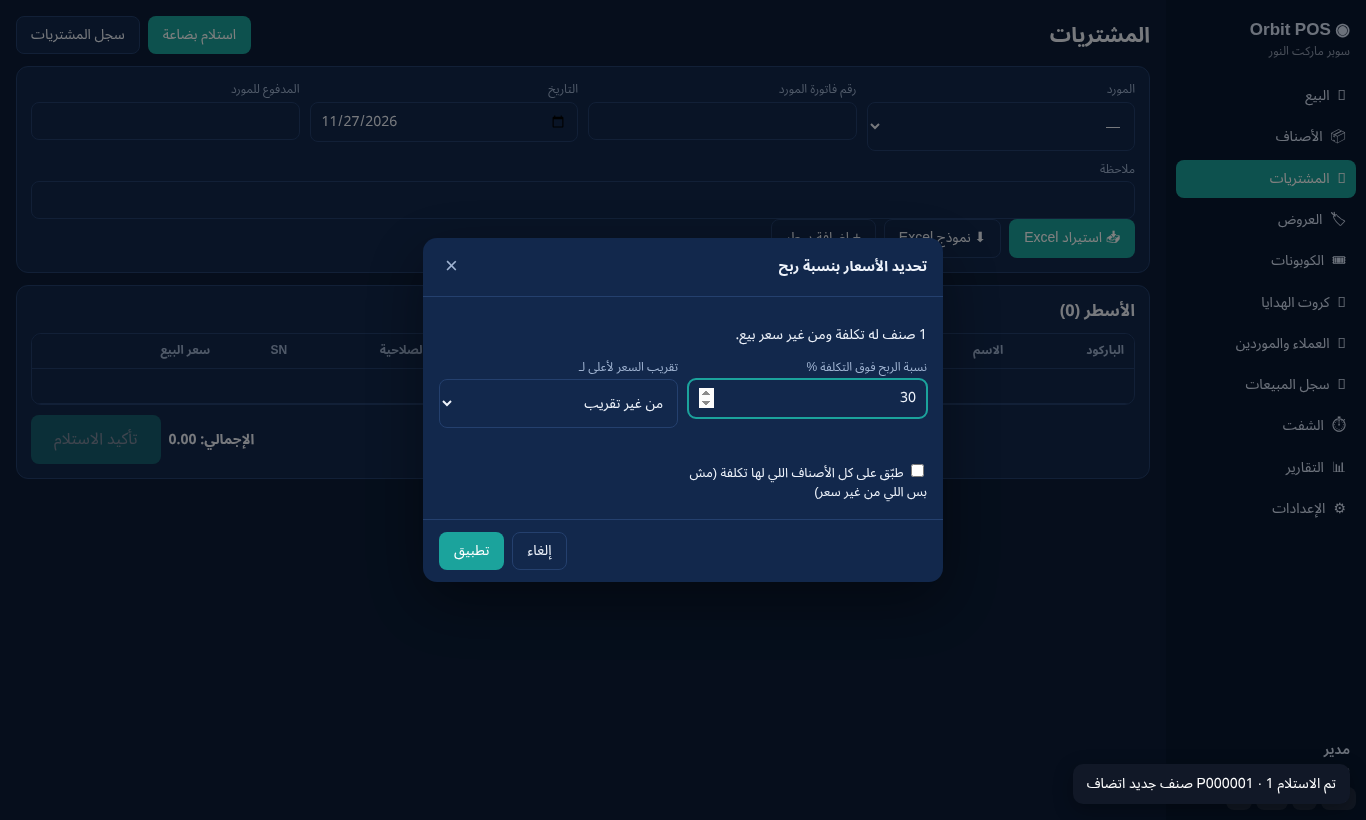 ◉ Orbit POS
سوبر ماركت النور
البيع
📦 الأصناف
المشتريات
🏷 العروض
🎟 الكوبونات
كروت الهدايا
العملاء والموردين
سجل المبيعات
⏱ الشفت
📊 التقارير
⚙ الإعدادات
مدير
المشتريات
استلام بضاعة
سجل المشتريات
المورد
رقم فاتورة المورد
التاريخ
المدفوع للمورد
—
11/27/2026
ملاحظة
📥 استيراد Excel
⬇ نموذج Excel
+ إضافة سطر
الأسطر (0)
الباركود
الاسم
الصلاحية
SN
سعر البيع
الإجمالي: 0.00
تأكيد الاستلام
تحديد الأسعار بنسبة ربح
✕
1 صنف له تكلفة ومن غير سعر بيع.
نسبة الربح فوق التكلفة %
تقريب السعر لأعلى لـ
30
من غير تقريب
طبّق على كل الأصناف اللي لها تكلفة (مش
بس اللي من غير سعر)
إلغاء
تطبيق
تم الاستلام P000001 · 1 صنف جديد اتضاف